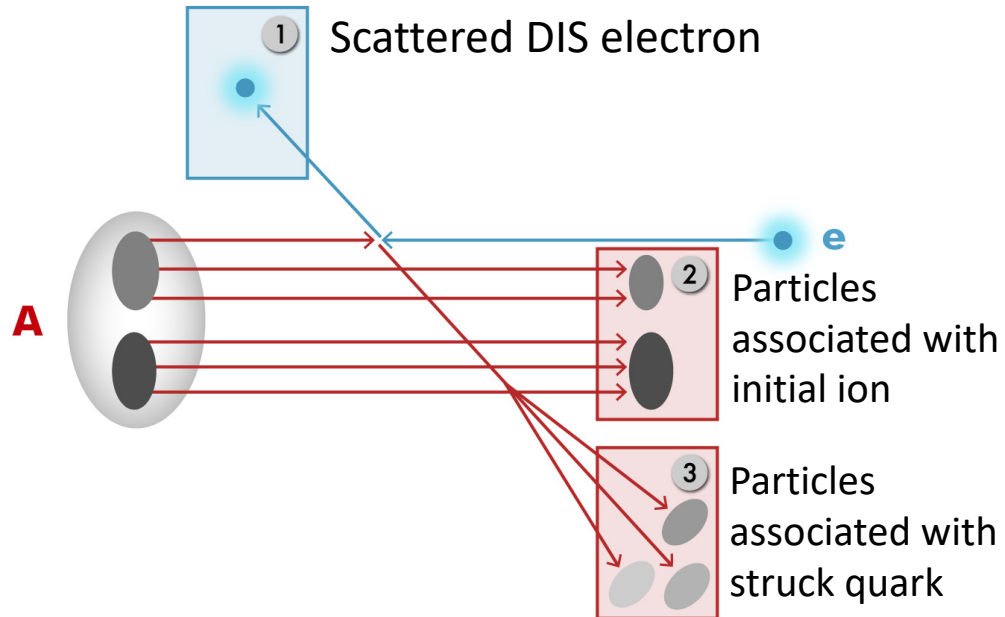 1
Scattered DIS electron
A
e
2
Particles
associated with
initial ion
3
Particles
associated with
struck quark